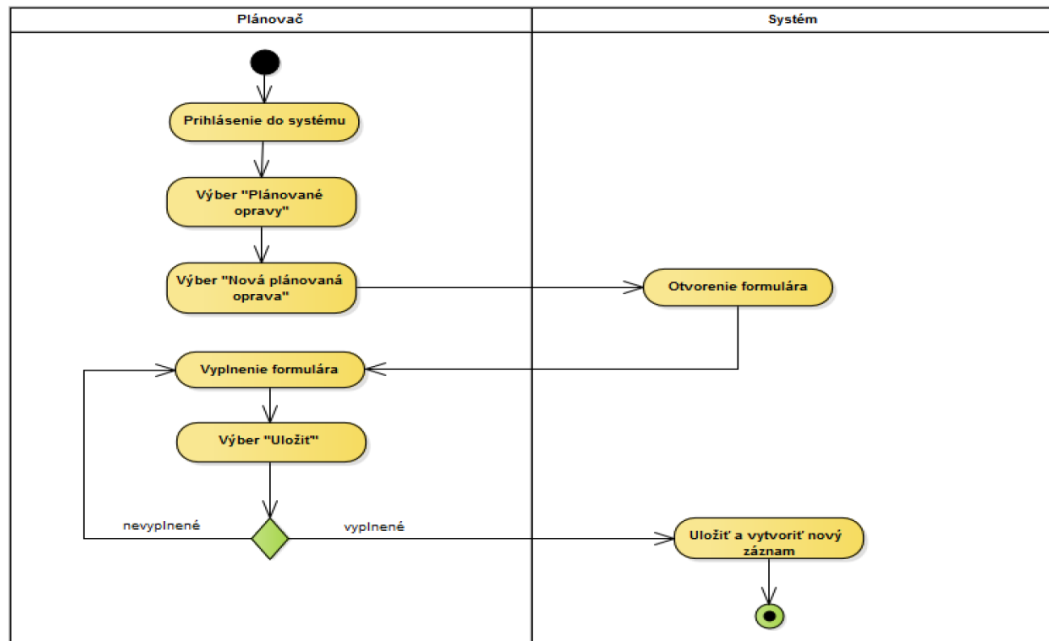 Plánovač
Systém
Prihlásenie do systému
Výber "Plánované
opravy"
Výber "Nová plánovaná
oprava"
Otvorenie formulára
Vyplnenie formulára
Výber "Uložiť"
nevyplnené
vyplnené
Uložiť a vytvoriť nový
záznam